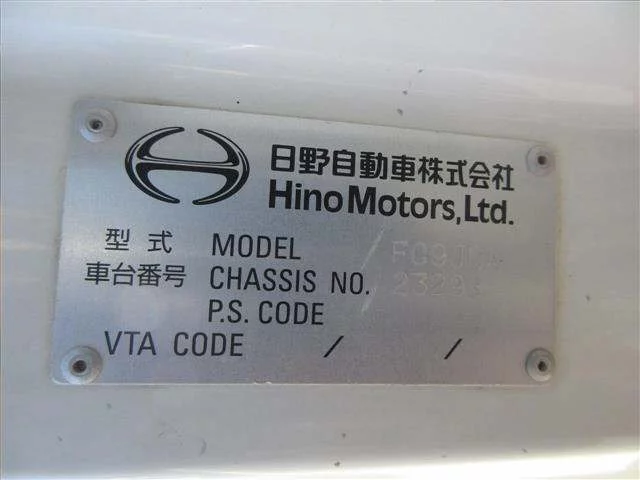 日野自動車株式会社
Hino Motors, Ltd.
型式 MODEL
車台番号 CHASSIS NO.
P.S. CODE
VTA CODE / /